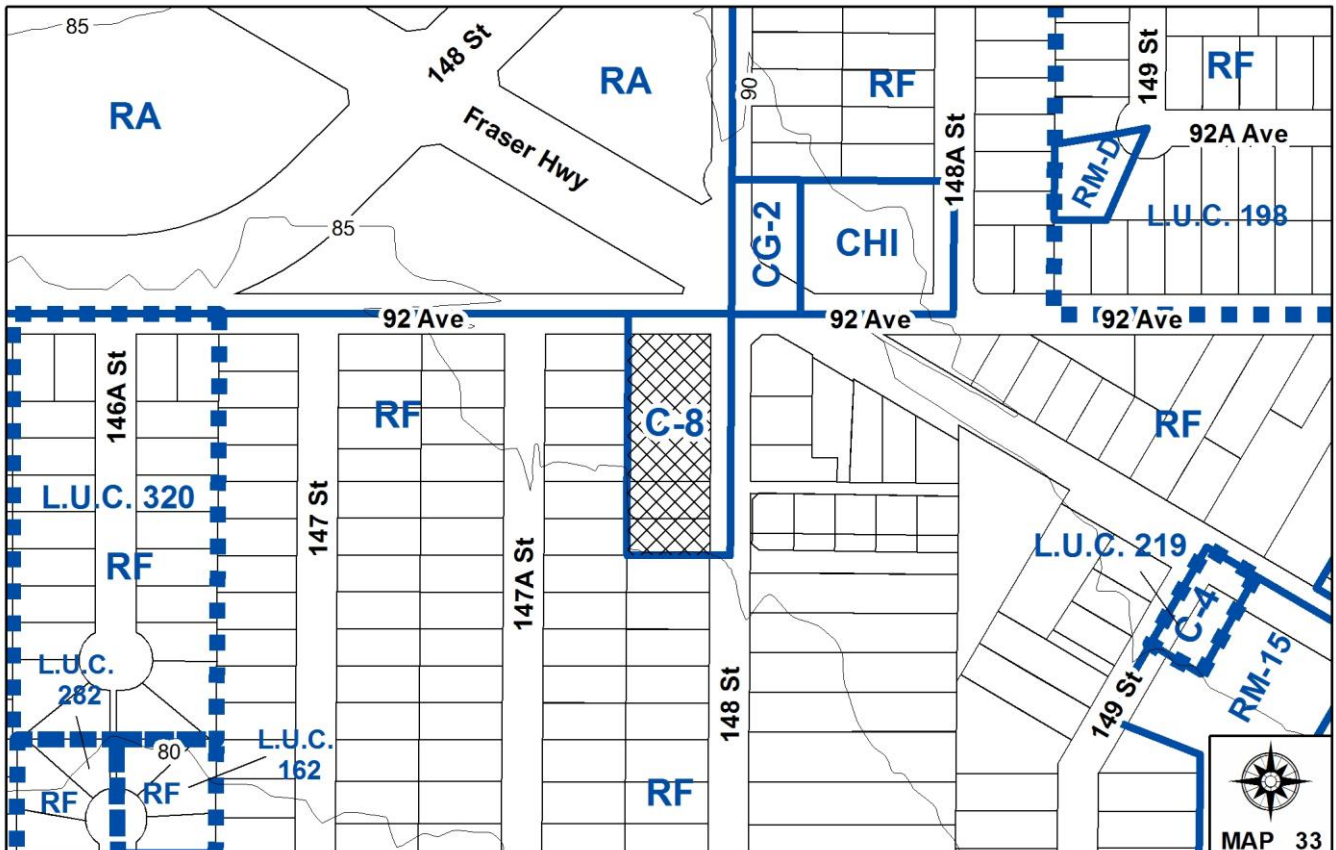 85
148 St
149 St
RF
RA
RA
RF
90
Fraser Hwy
92A Ave
RM-D
148A St
L.U.C. 198
85
CG-2
CHI
92 Ave
92 Ave
92 Ave
146A St
RF
C-8
RF
L.U.C. 320
147 St
RF
147A St
L.U.C. 219
C-4
RM-15
L.U.C.
282
148 St
149 St
80
L.U.C.
162
RF
RF
RF
MAP 33